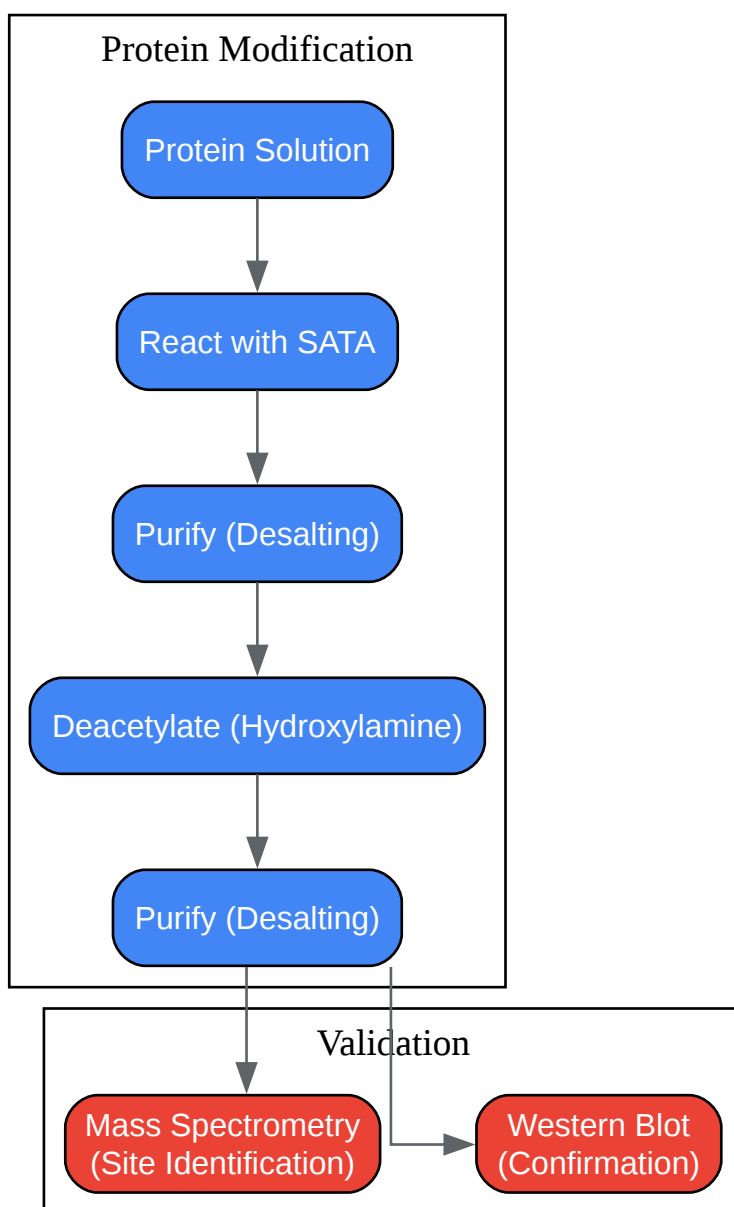 Protein Modification
Protein Solution
React with SATA
Purify (Desalting)
Deacetylate (Hydroxylamine)
Purify (Desalting)
Validation
Mass Spectrometry
(Site Identification)
Western Blot
(Confirmation)